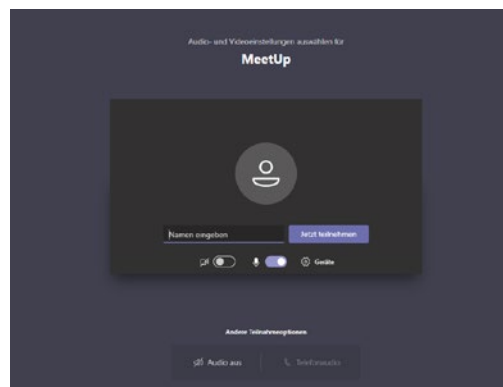 Audio- und Videoeinstellungen auswählen für
MeetUp
Namen eingeben
Jetzt teilnehmen
Geräte
Andere Teilnahmeoptionen
Audio aus
Telefonaudio